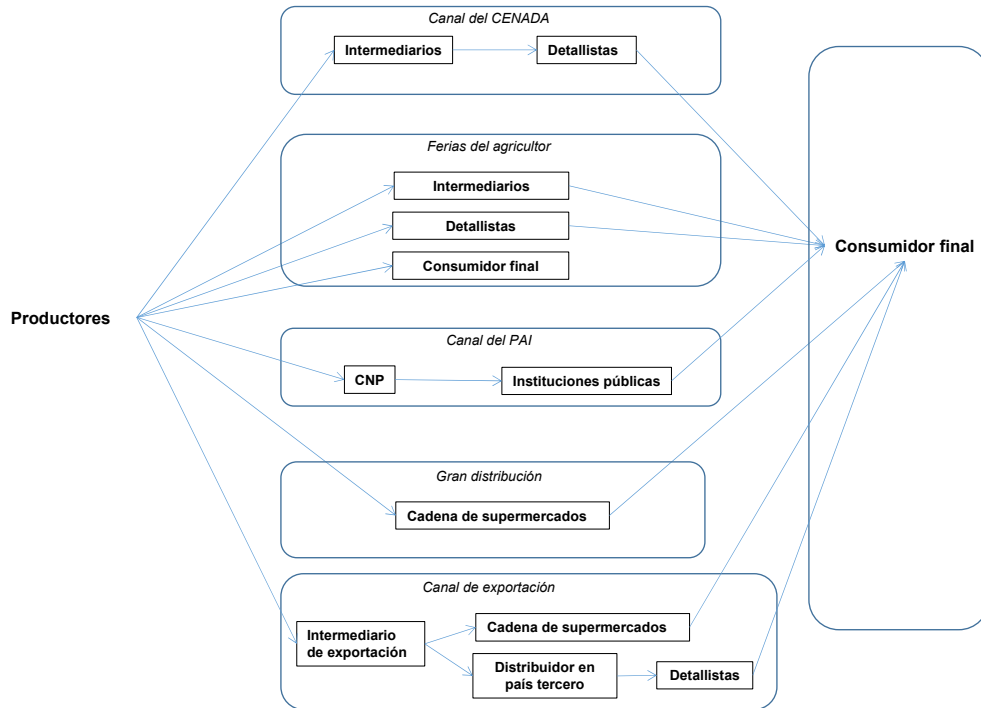 Canal del CENADA
Intermediarios
Detallistas
Ferias del agricultor
Intermediarios
Detallistas
Consumidor final
Consumidor final
Productores
Canal del PAI
CNP
Instituciones públicas
Gran distribución
Cadena de supermercados
Canal de exportación
Intermediario
de exportación
Cadena de supermercados
Distribuidor en
país tercero
Detallistas